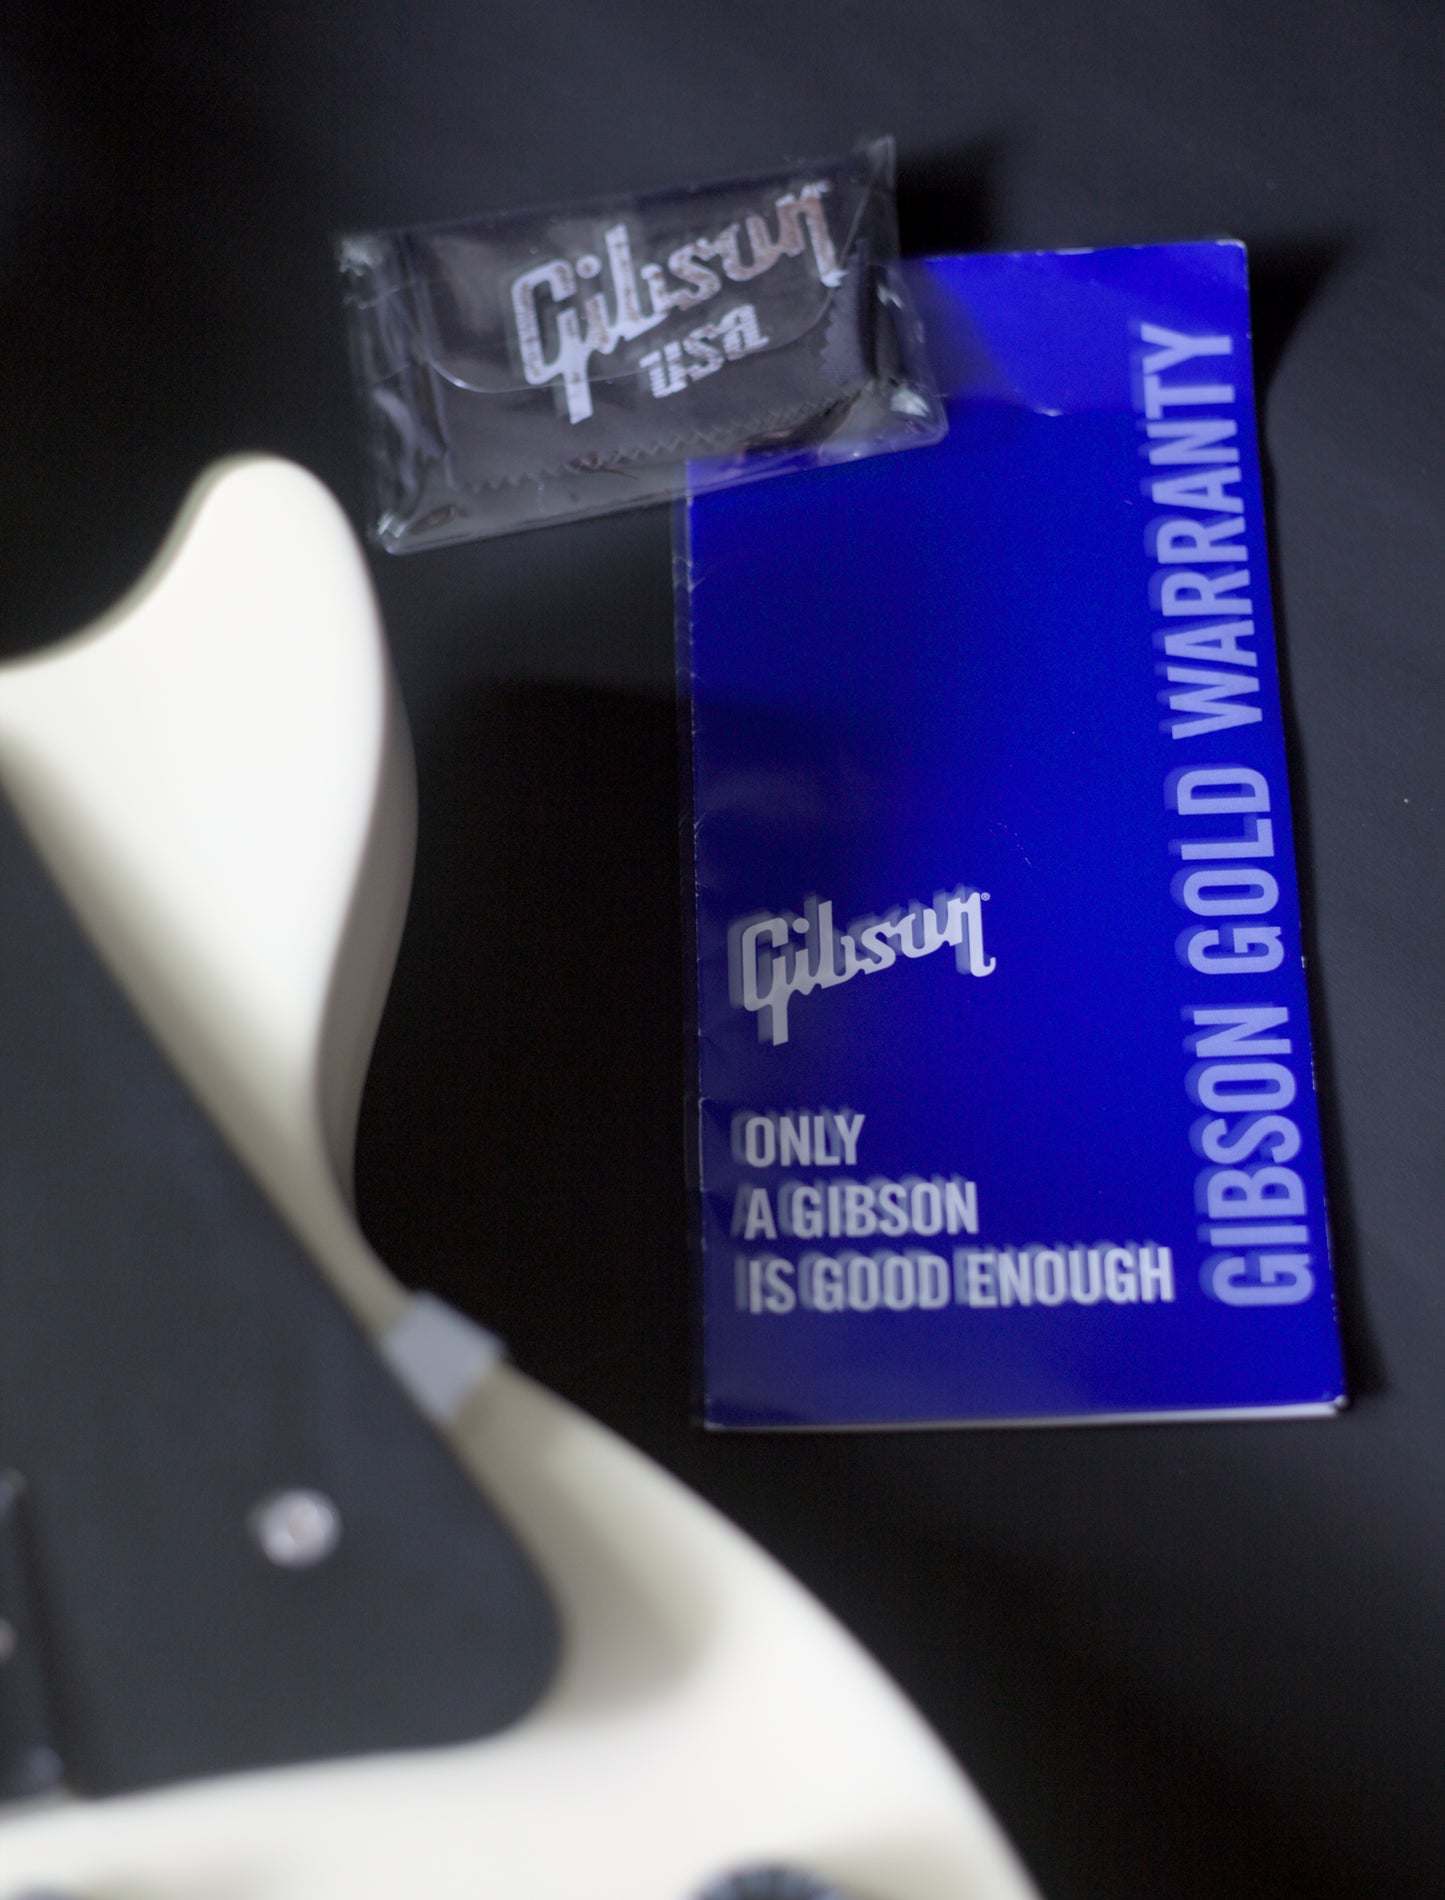 Gibson
USA
GIBSON GOLD WARRANTY
Gibson®
ONLY
A GIBSON
IS GOOD ENOUGH